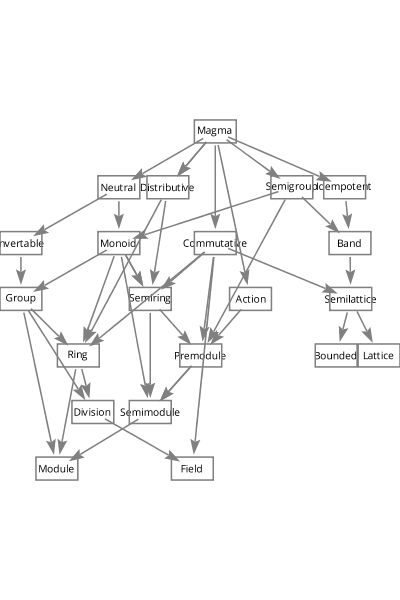 Magma
Neutral
Distributive
Semigroup
Idempotent
nvertable
Monoid
Commutative
Band
Group
Semiring
Action
Semilattice
Ring
Premodule
Bounded
Lattice
Division
Semimodule
Module
Field